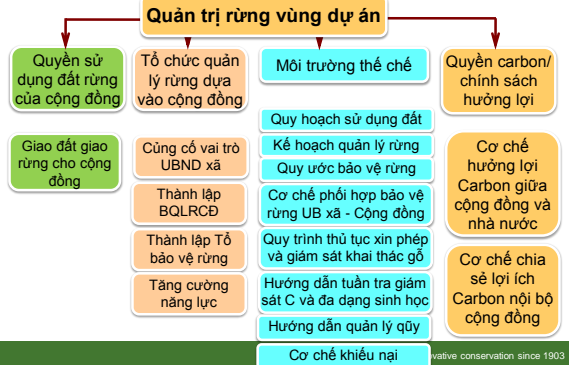 Quản trị rừng vùng dự án
Quyền sử
dụng đất rừng
của cộng đồng
Giao đất giao
rừng cho cộng
đồng
Tổ chức quản
lý rừng dựa
vào cộng đồng
Củng cố vai trò
UBND xã
Thành lập
BQLRCĐ
Thành lập Tổ
bảo vệ rừng
Tăng cường
năng lực
Môi trường thế chế
Quy hoạch sử dụng đất
Kế hoạch quản lý rừng
Quy ước bảo vệ rừng
Cơ chế phối hợp bảo vệ
rừng UB xã - Cộng đồng
Quy trình thủ tục xin phép
và giám sát khai thác gỗ
Hướng dẫn tuần tra giám
sát C và đa dạng sinh học
Hướng dẫn quản lý qũy
Cơ chế khiếu nại
Quyền carbon/
chính sách
hưởng lợi
Cơ chế
hưởng lợi
Carbon giữa
cộng đồng và
nhà nước
Cơ chế chia
sẻ lợi ích
Carbon nội bộ
cộng đồng
vative conservation since 1903